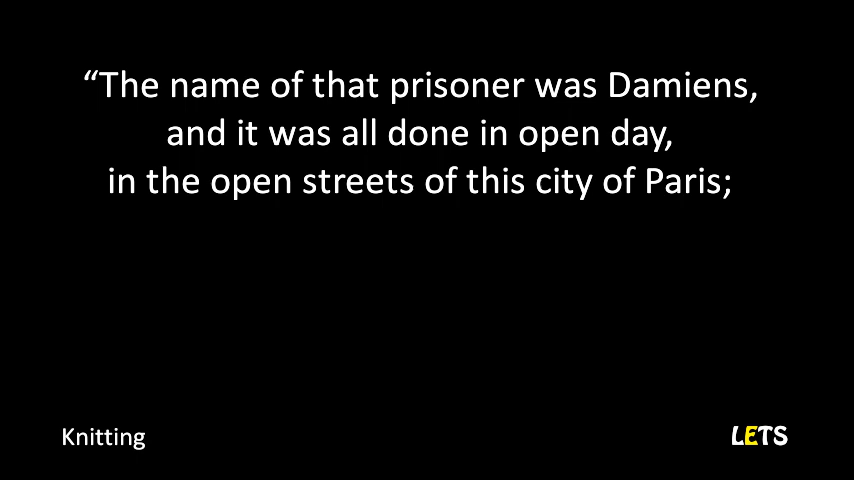 “The name of that prisoner was Damiens,
and it was all done in open day,
in the open streets of this city of Paris;
Knitting
LETS